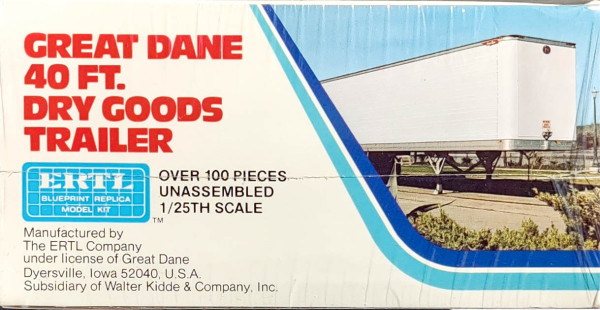 GREAT DANE
40 FT.
DRY GOODS
TRAILER
ERTL
BLUEPRINT REPLICA
MODEL KIT
TM
OVER 100 PIECES
UNASSEMBLED
1/25TH SCALE
Manufactured by
The ERTL Company
under license of Great Dane
Dyersville, Iowa 52040, U.S.A.
Subsidiary of Walter Kidde & Company, Inc.